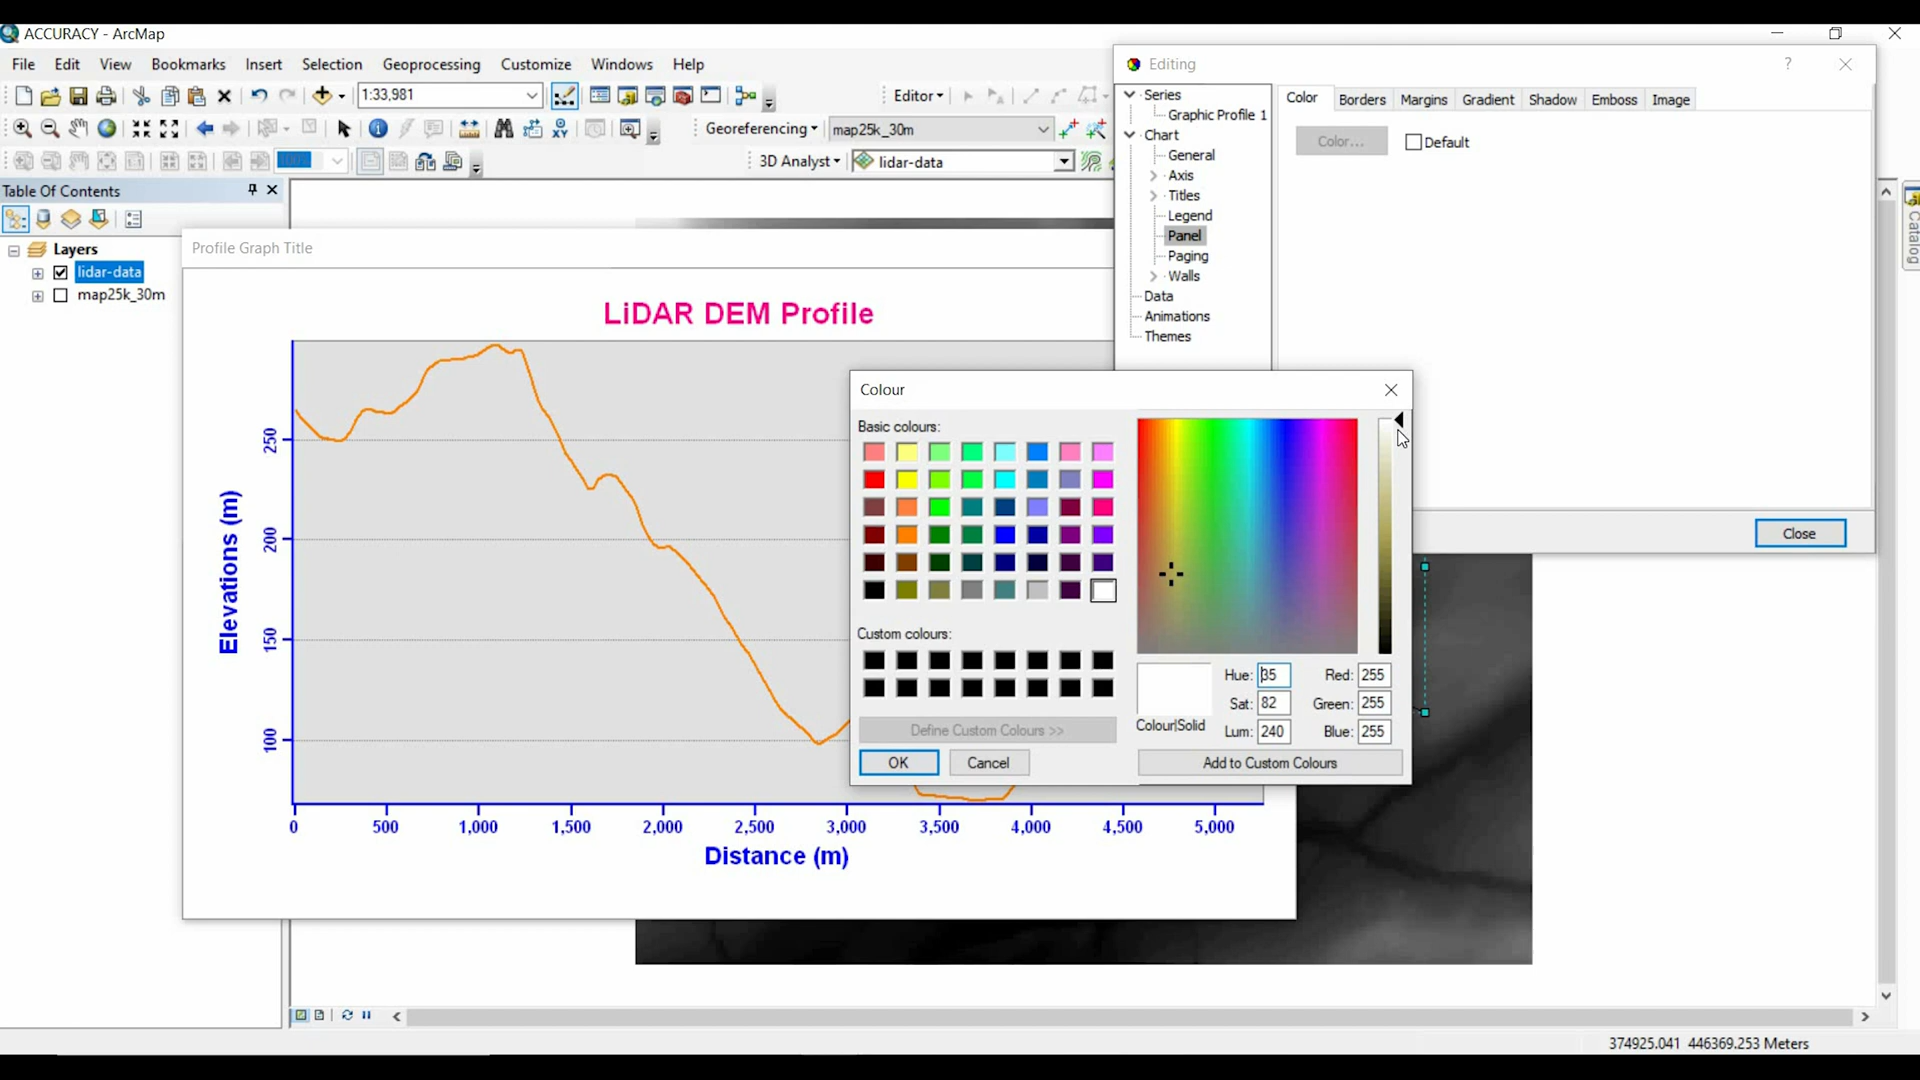 ACCURACY - ArcMap
File Edit View Bookmarks Insert Selection Geoprocessing Customize Windows Help
1:33,981
Editor
Georeferencing
map25k_30m
100%
3D Analyst
lidar-data
Table Of Contents
Layers
lidar-data
map25k_30m
Profile Graph Title
LiDAR DEM Profile
Elevations (m)
250
200
150
100
0 500 1,000 1,500 2,000 2,500 3,000 3,500 4,000 4,500 5,000
Distance (m)
Editing
?
Series
Graphic Profile 1
Chart
General
Axis
Titles
Legend
Panel
Paging
Walls
Data
Animations
Themes
Color Borders Margins Gradient Shadow Emboss Image
Color...
Default
Close
Colour
Basic colours:
Custom colours:
Define Custom Colours >>
OK Cancel
Colour|Solid
Hue: 35 Red: 255
Sat: 82 Green: 255
Lum: 240 Blue: 255
Add to Custom Colours
Catalog
374925.041 446369.253 Meters